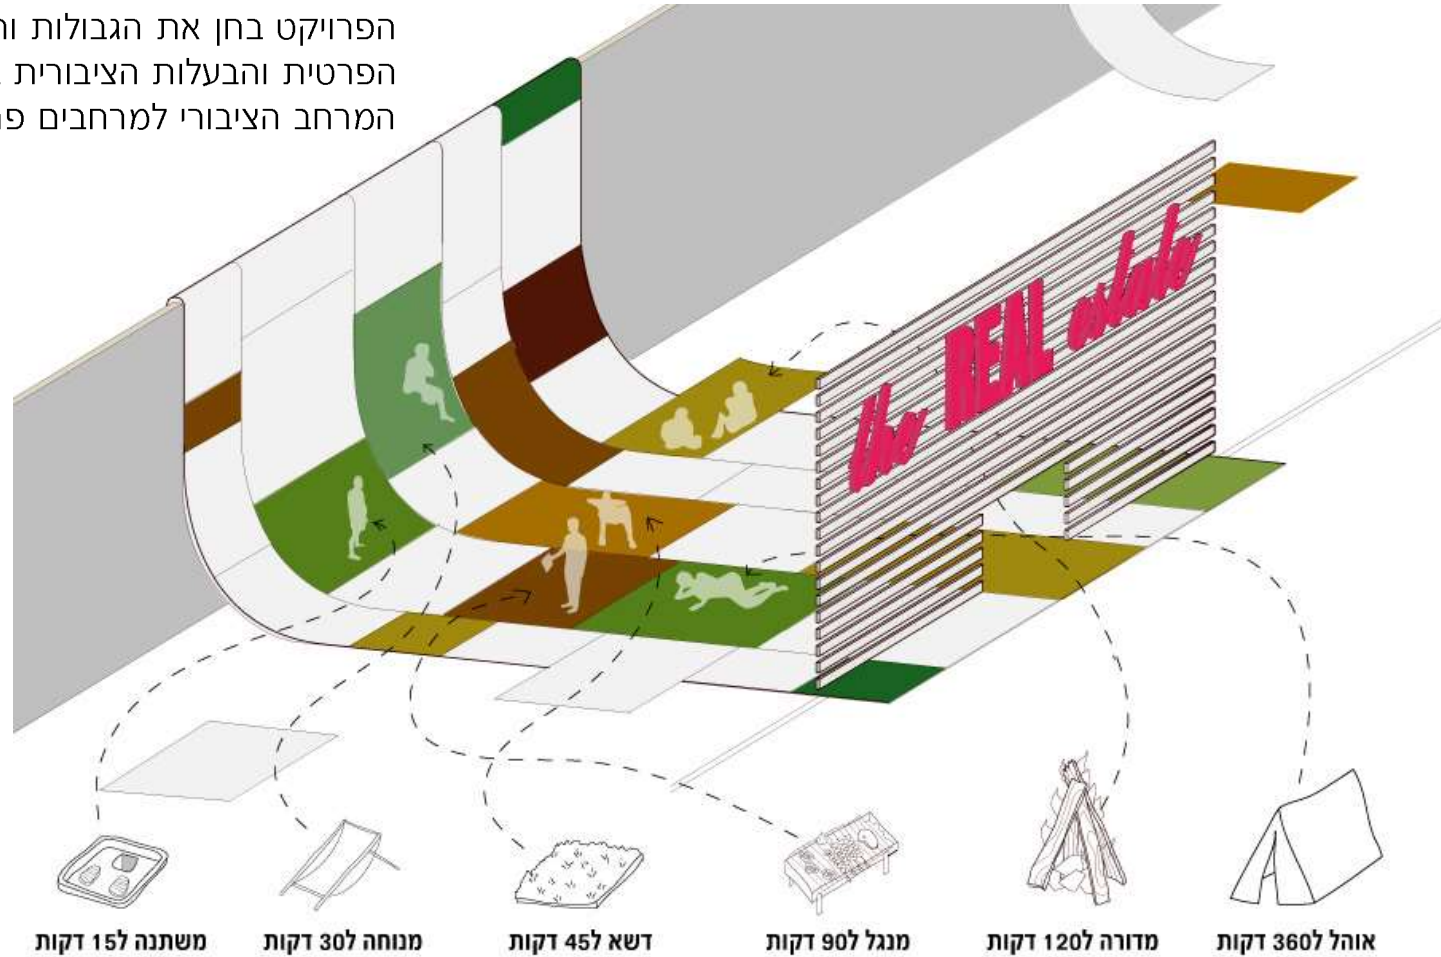 הפרויקט בחן את הגבולות
הפרטית והבעלות הציבורית
המרחב הציבורי למרחבים
the REAL estate
משתנה ל15 דקות
מנוחה ל30 דקות
דשא ל45 דקות
מנגל ל90 דקות
מדורה ל120 דקות
אוהל ל360 דקות